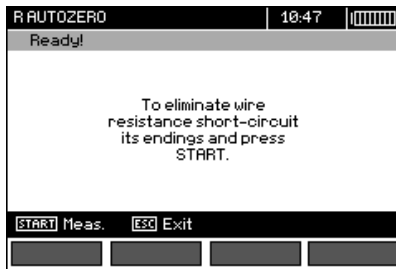 R AUTOZERO 10:47
Ready!
To eliminate wire
resistance short-circuit
its endings and press
START.
START Meas. ESC Exit